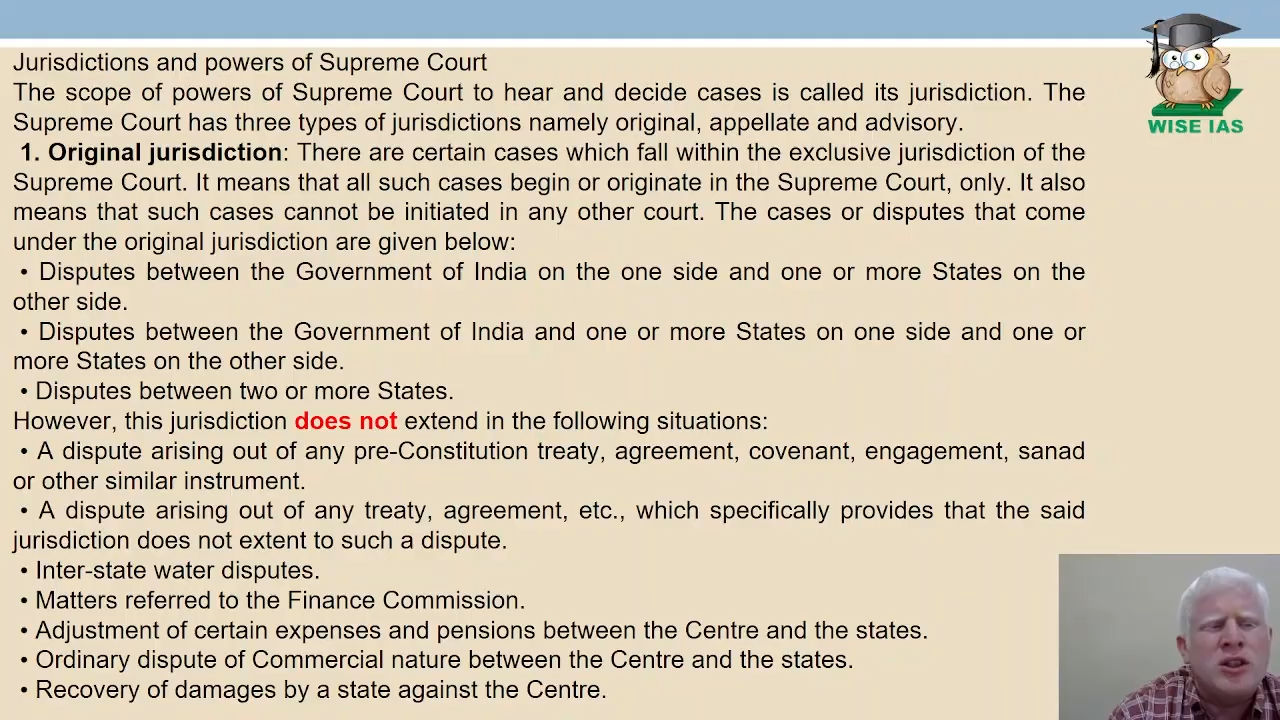 Jurisdictions and powers of Supreme Court
The scope of powers of Supreme Court to hear and decide cases is called its jurisdiction. The
Supreme Court has three types of jurisdictions namely original, appellate and advisory.
1. Original jurisdiction: There are certain cases which fall within the exclusive jurisdiction of the
Supreme Court. It means that all such cases begin or originate in the Supreme Court, only. It also
means that such cases cannot be initiated in any other court. The cases or disputes that come
under the original jurisdiction are given below:
• Disputes between the Government of India on the one side and one or more States on the
other side.
• Disputes between the Government of India and one or more States on one side and one or
more States on the other side.
• Disputes between two or more States.
However, this jurisdiction does not extend in the following situations:
• A dispute arising out of any pre-Constitution treaty, agreement, covenant, engagement, sanad
or other similar instrument.
• A dispute arising out of any treaty, agreement, etc., which specifically provides that the said
jurisdiction does not extent to such a dispute.
• Inter-state water disputes.
• Matters referred to the Finance Commission.
• Adjustment of certain expenses and pensions between the Centre and the states.
• Ordinary dispute of Commercial nature between the Centre and the states.
• Recovery of damages by a state against the Centre.
WISE IAS